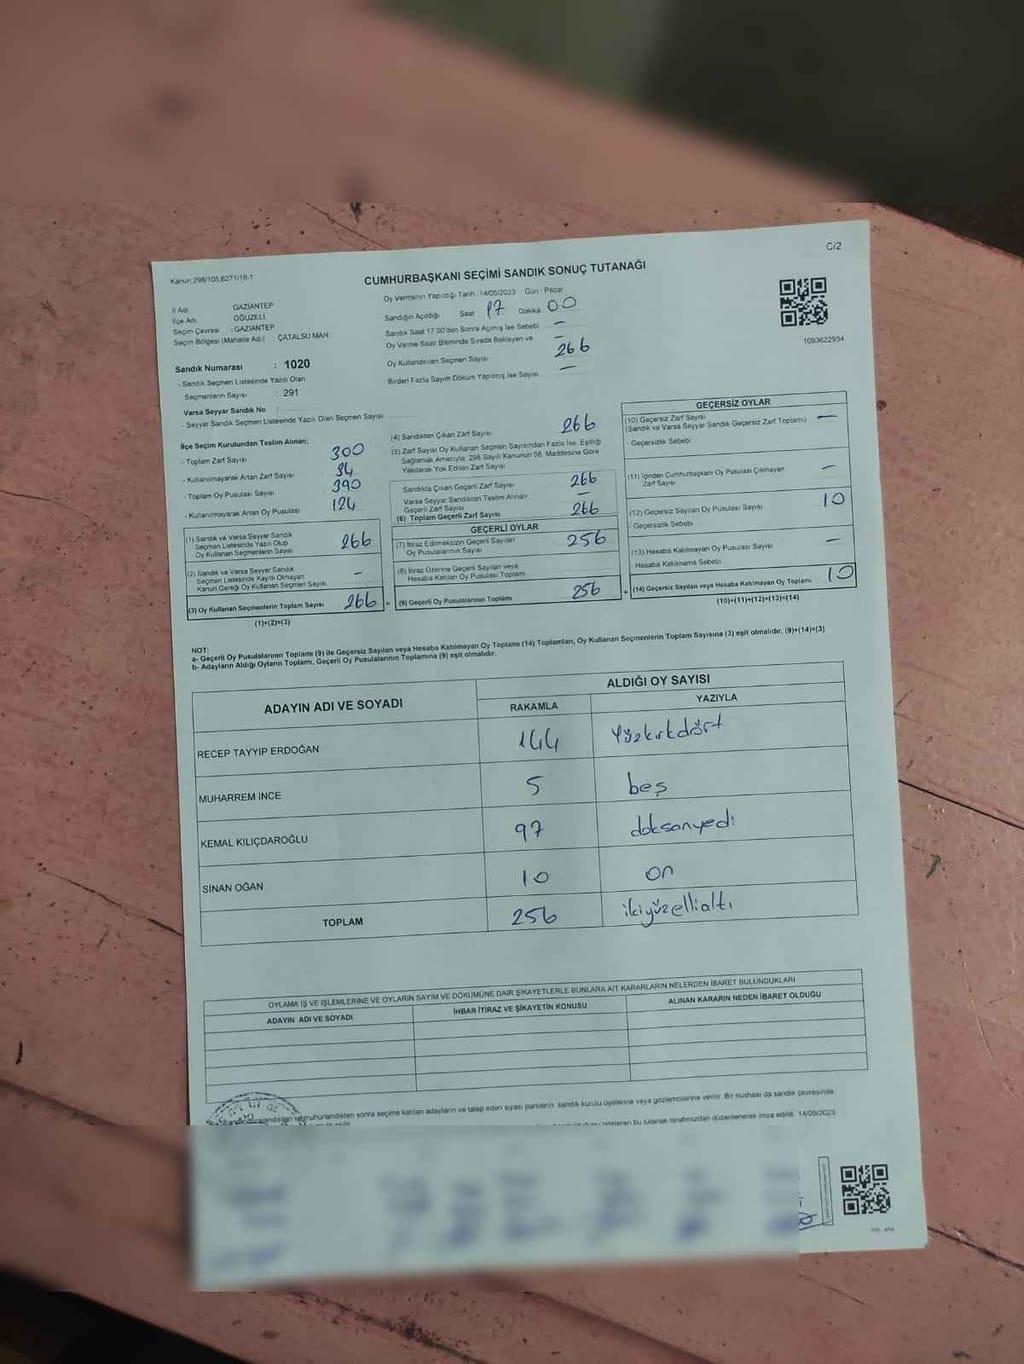 C/2
Kanun:298/105,6271/18-1
CUMHURBAŞKANI SEÇİMİ SANDIK SONUÇ TUTANAĞI
İl Adı GAZİANTEP
İlçe Adı OĞUZELİ
Seçim Çevresi : GAZİANTEP
Seçim Bölgesi (Mahalle Adı) : ÇATALSU MAH.
Sandık Numarası : 1020
- Sandık Seçmen Listesinde Yazılı Olan
Seçmenlerin Sayısı : 291
Varsa Seyyar Sandık No :
- Seyyar Sandık Seçmen Listesinde Yazılı Olan Seçmen Sayısı
Oy Vermenin Yapıldığı Tarih :14/05/2023 Gün : Pazar
Sandığın Açıldığı Saat 17 Dakika 00
Sandık Saat 17.00'den Sonra Açılmış İse Sebebi —
Oy Verme Saati Bitiminde Sırada Bekleyen ve —
Oy Kullandırılan Seçmen Sayısı 266
Birden Fazla Sayım Döküm Yapılmış İse Sayısı —
1093622934
İlçe Seçim Kurulundan Teslim Alınan:
- Toplam Zarf Sayısı 300
- Kullanılmayarak Artan Zarf Sayısı 34
- Toplam Oy Pusulası Sayısı 390
- Kullanılmayarak Artan Oy Pusulası 124
(1) Sandık ve Varsa Seyyar Sandık
Seçmen Listesinde Yazılı Olup
Oy Kullanan Seçmenlerin Sayısı 266
(2) Sandık ve Varsa Seyyar Sandık
Seçmen Listesinde Kayıtlı Olmayan
Kanun Gereği Oy Kullanan Seçmen Sayısı —
(3) Oy Kullanan Seçmenlerin Toplam Sayısı 266 =
(1)+(2)=(3)
(4) Sandıktan Çıkan Zarf Sayısı 266
(5) Zarf Sayısı Oy Kullanan Seçmen Sayısından Fazla İse, Eşitliği
Sağlamak Amacıyla, 298 Sayılı Kanunun 98. Maddesine Göre
Yakılarak Yok Edilen Zarf Sayısı
Sandıkta Çıkan Geçerli Zarf Sayısı 266
Varsa Seyyar Sandıktan Teslim Alınan
Geçerli Zarf Sayısı —
(6) Toplam Geçerli Zarf Sayısı 266
GEÇERLİ OYLAR
(7) İtiraz Edilmeksizin Geçerli Sayılan
Oy Pusulalarının Sayısı 256
(8) İtiraz Üzerine Geçerli Sayılan veya
Hesaba Katılan Oy Pusulası Toplamı
(9) Geçerli Oy Pusulalarının Toplamı 256 +
GEÇERSİZ OYLAR
(10) Geçersiz Zarf Sayısı
(Sandık ve Varsa Seyyar Sandık Geçersiz Zarf Toplamı) —
- Geçersizlik Sebebi
(11) İçinden Cumhurbaşkanı Oy Pusulası Çıkmayan
Zarf Sayısı —
(12) Geçersiz Sayılan Oy Pusulası Sayısı 10
- Geçersizlik Sebebi
(13) Hesaba Katılmayan Oy Pusulası Sayısı —
- Hesaba Katılmama Sebebi
(14) Geçersiz Sayılan veya Hesaba Katılmayan Oy Toplamı 10
(10)+(11)+(12)+(13)=(14)
NOT:
a- Geçerli Oy Pusulalarının Toplamı (9) ile Geçersiz Sayılan veya Hesaba Katılmayan Oy Toplamı (14) Toplamları, Oy Kullanan Seçmenlerin Toplam Sayısına (3) eşit olmalıdır. (9)+(14)=(3)
b- Adayların Aldığı Oyların Toplamı, Geçerli Oy Pusulalarının Toplamına (9) eşit olmalıdır.
ADAYIN ADI VE SOYADI
ALDIĞI OY SAYISI
RAKAMLA YAZIYLA
RECEP TAYYİP ERDOĞAN 144 Yüzkırkdört
MUHARREM İNCE 5 beş
KEMAL KILIÇDAROĞLU 97 doksanyedi
SİNAN OĞAN 10 on
TOPLAM 256 ikiyüzellialtı
OYLAMA İŞ VE İŞLEMLERİNE VE OYLARIN SAYIM VE DÖKÜMÜNE DAİR ŞİKAYETLERLE BUNLARA AİT KARARLARIN NELERDEN İBARET BULUNDUKLARI
ADAYIN ADI VE SOYADI İHBAR İTİRAZ VE ŞİKAYETİN KONUSU ALINAN KARARIN NEDEN İBARET OLDUĞU
mühürlendikten sonra seçime katılan adayların ve talep eden siyasi partilerin sandık kurulu üyelerine veya gözlemcilerine verilir. Bir nüshası da sandık çevresinde
gösteren bu tutanak tarafımızdan düzenlenerek imza edildi. 14/05/2023